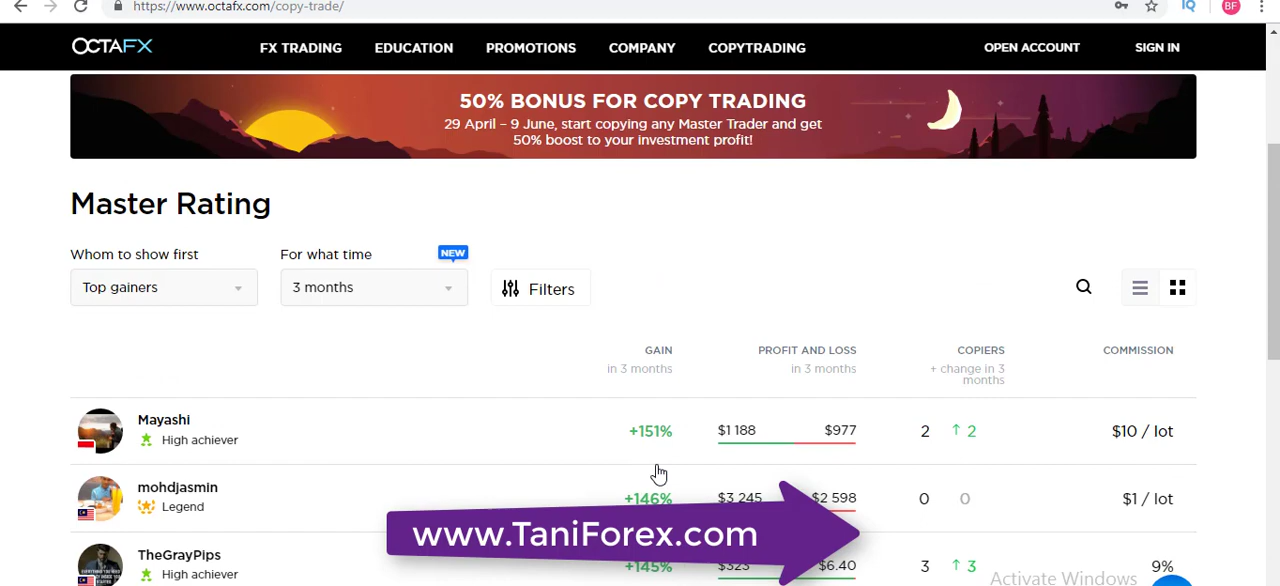 https://www.octafx.com/copy-trade/
IQ
BF
OCTAFX
FX TRADING
EDUCATION
PROMOTIONS
COMPANY
COPYTRADING
OPEN ACCOUNT
SIGN IN
50% BONUS FOR COPY TRADING
29 April – 9 June, start copying any Master Trader and get
50% boost to your investment profit!
Master Rating
Whom to show first
For what time
NEW
Top gainers
3 months
Filters
GAIN
in 3 months
PROFIT AND LOSS
in 3 months
COPIERS
+ change in 3
months
COMMISSION
Mayashi
High achiever
+151%
$1 188
$977
2
↑ 2
$10 / lot
mohdjasmin
Legend
+146%
$3 245
$2 598
0
0
$1 / lot
www.TaniForex.com
TheGrayPips
High achiever
+145%
$323
$6.40
3
↑ 3
9%
Activate Windows